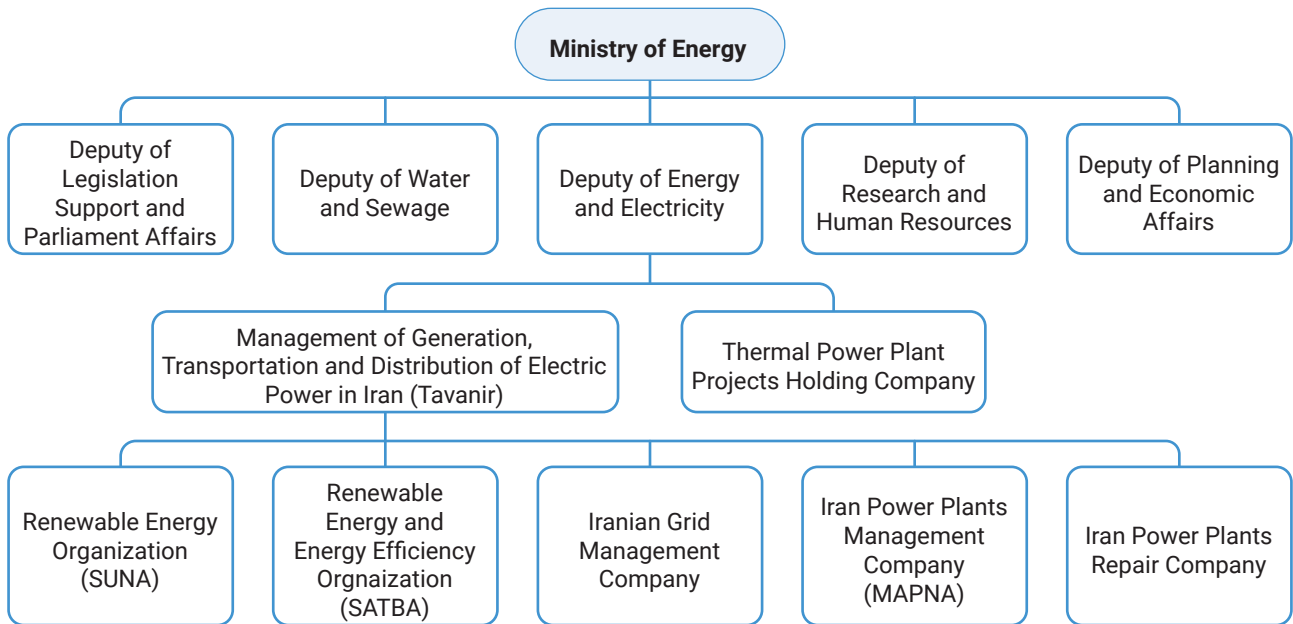 Ministry of Energy
Deputy of
Legislation
Support and
Parliament Affairs
Deputy of Water
and Sewage
Deputy of Energy
and Electricity
Deputy of
Research and
Human Resources
Deputy of Planning
and Economic
Affairs
Management of Generation,
Transportation and Distribution of Electric
Power in Iran (Tavanir)
Thermal Power Plant
Projects Holding Company
Renewable Energy
Organization
(SUNA)
Renewable
Energy and
Energy Efficiency
Orgnaization
(SATBA)
Iranian Grid
Management
Company
Iran Power Plants
Management
Company
(MAPNA)
Iran Power Plants
Repair Company